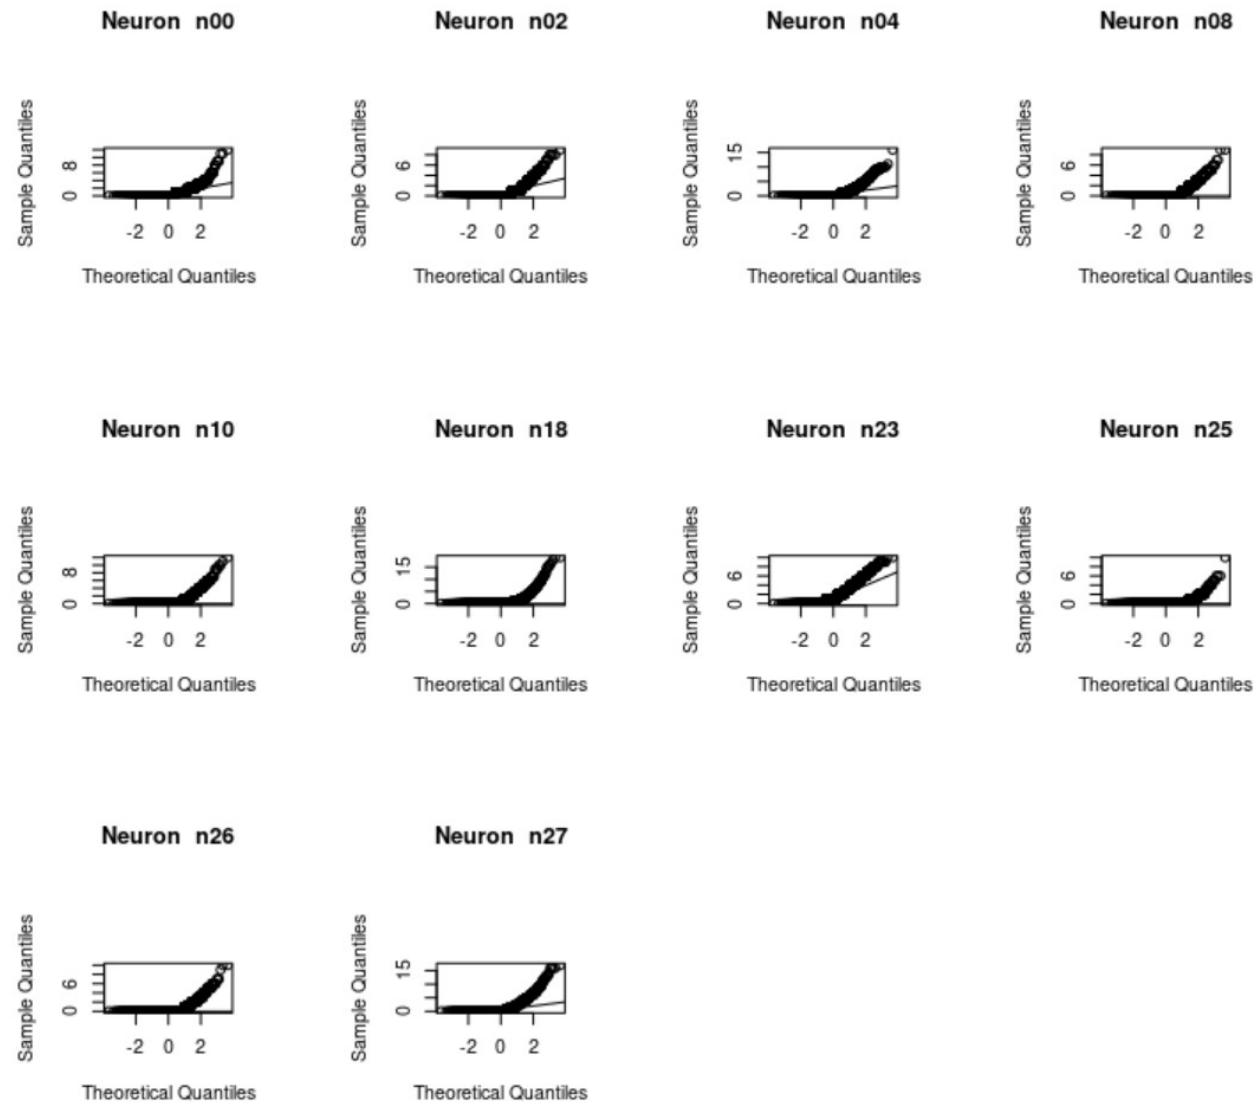 Neuron n00
Neuron n02
Neuron n04
Neuron n08
Sample Quantiles
0 8
-2 0 2
Theoretical Quantiles
Sample Quantiles
0 6
-2 0 2
Theoretical Quantiles
Sample Quantiles
0 15
-2 0 2
Theoretical Quantiles
Sample Quantiles
0 6
-2 0 2
Theoretical Quantiles
Neuron n10
Neuron n18
Neuron n23
Neuron n25
Sample Quantiles
0 8
-2 0 2
Theoretical Quantiles
Sample Quantiles
0 15
-2 0 2
Theoretical Quantiles
Sample Quantiles
0 6
-2 0 2
Theoretical Quantiles
Sample Quantiles
0 6
-2 0 2
Theoretical Quantiles
Neuron n26
Neuron n27
Sample Quantiles
0 6
-2 0 2
Theoretical Quantiles
Sample Quantiles
0 15
-2 0 2
Theoretical Quantiles